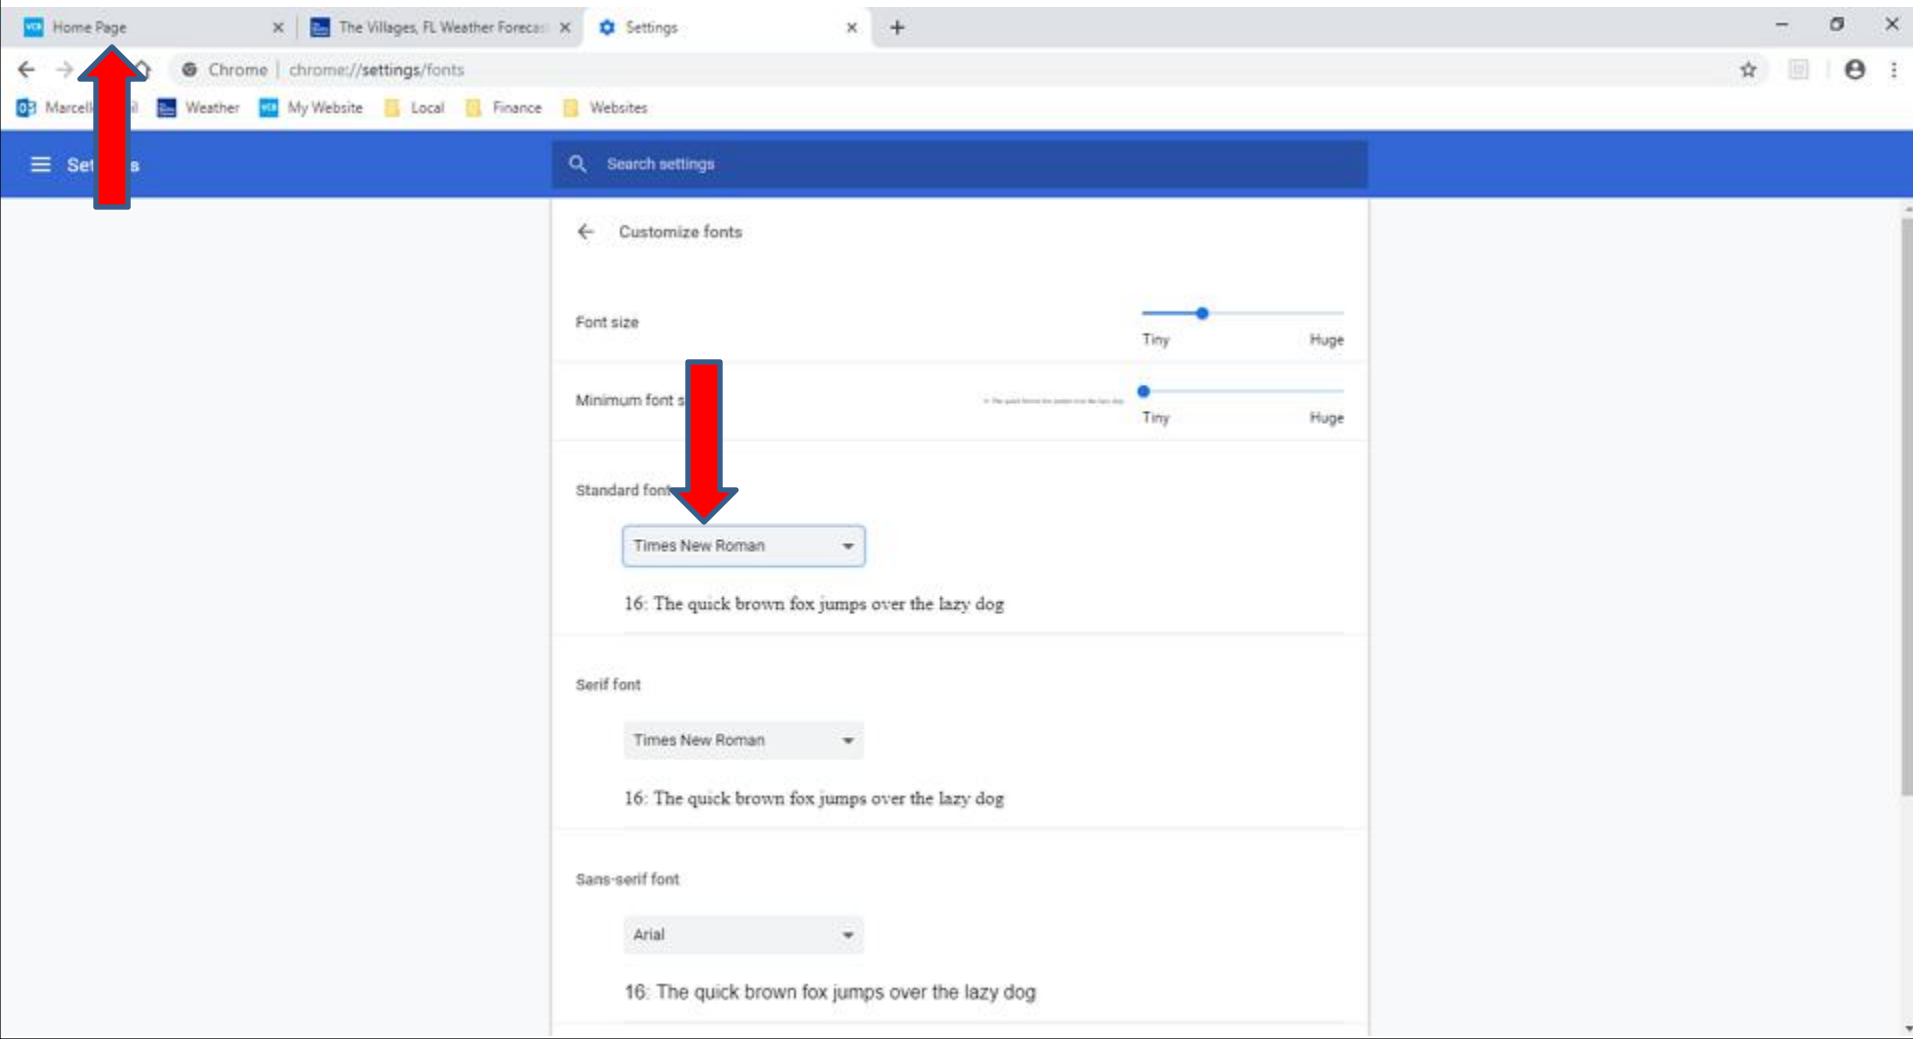 VCB Home Page
The Villages, FL Weather Forecas
Settings
Chrome | chrome://settings/fonts
Weather
VCB My Website
Local
Finance
Websites
Search settings
Customize fonts
Font size
Tiny Huge
Minimum font s
Tiny Huge
Standard font
Times New Roman
16: The quick brown fox jumps over the lazy dog
Serif font
Times New Roman
16: The quick brown fox jumps over the lazy dog
Sans-serif font
Arial
16: The quick brown fox jumps over the lazy dog